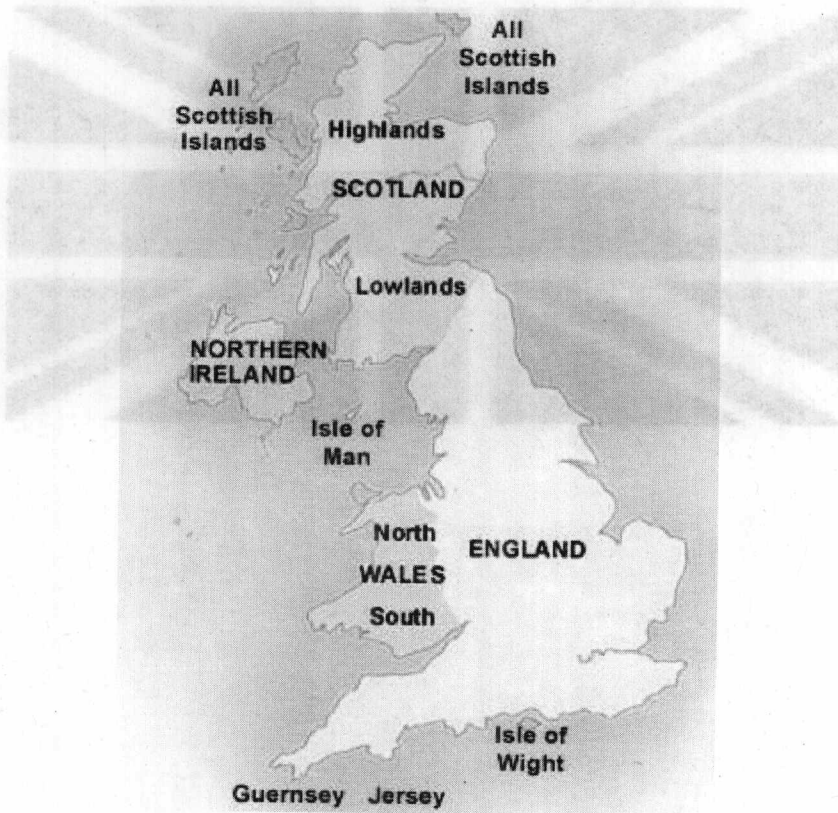 All
Scottish
Islands
All
Scottish
Islands
Highlands
SCOTLAND
Lowlands
NORTHERN
IRELAND
Isle of
Man
North
WALES
South
ENGLAND
Isle of
Wight
Guernsey Jersey